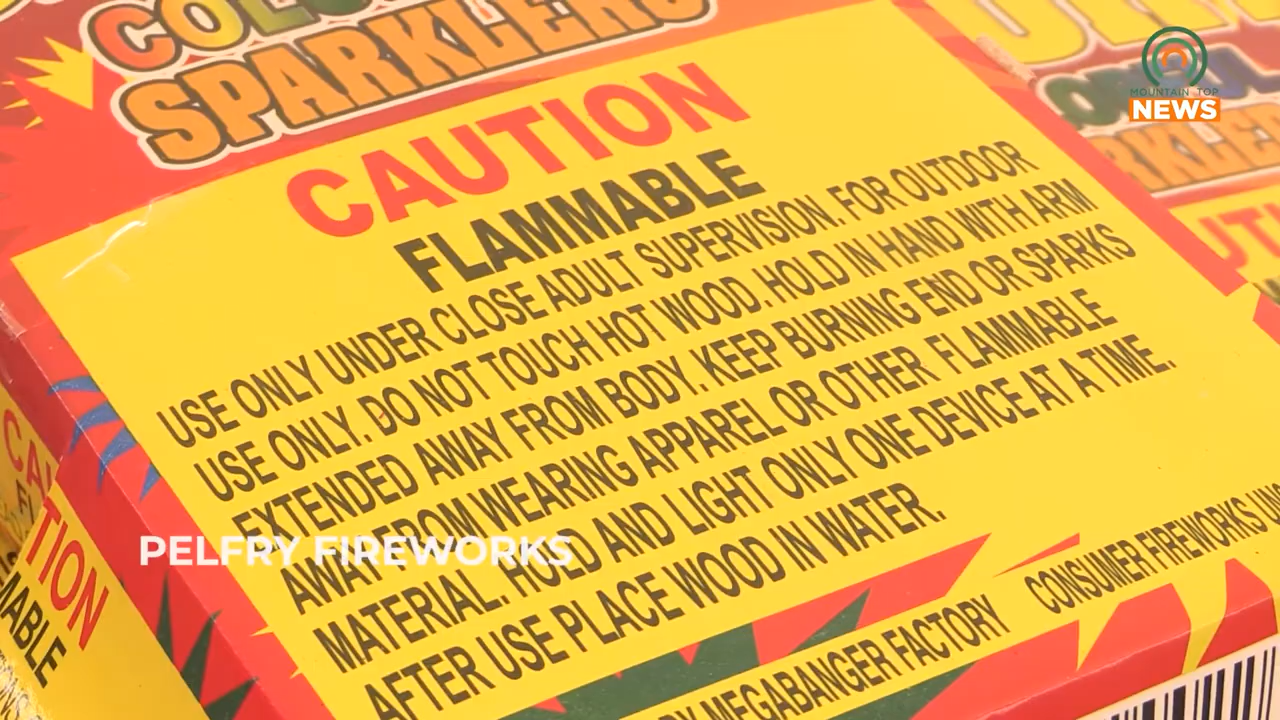 SPARKLERS
MOUNTAIN TOP
NEWS
CAUTION
FLAMMABLE
USE ONLY UNDER CLOSE ADULT SUPERVISION. FOR OUTDOOR
USE ONLY. DO NOT TOUCH HOT WOOD. HOLD IN HAND WITH ARM
EXTENDED AWAY FROM BODY. KEEP BURNING END OR SPARKS
AWAY FROM WEARING APPAREL OR OTHER FLAMMABLE
MATERIAL. HOLD AND LIGHT ONLY ONE DEVICE AT A TIME.
AFTER USE PLACE WOOD IN WATER.
PELFRY FIREWORKS
MEGABANGER FACTORY
CONSUMER FIREWORKS